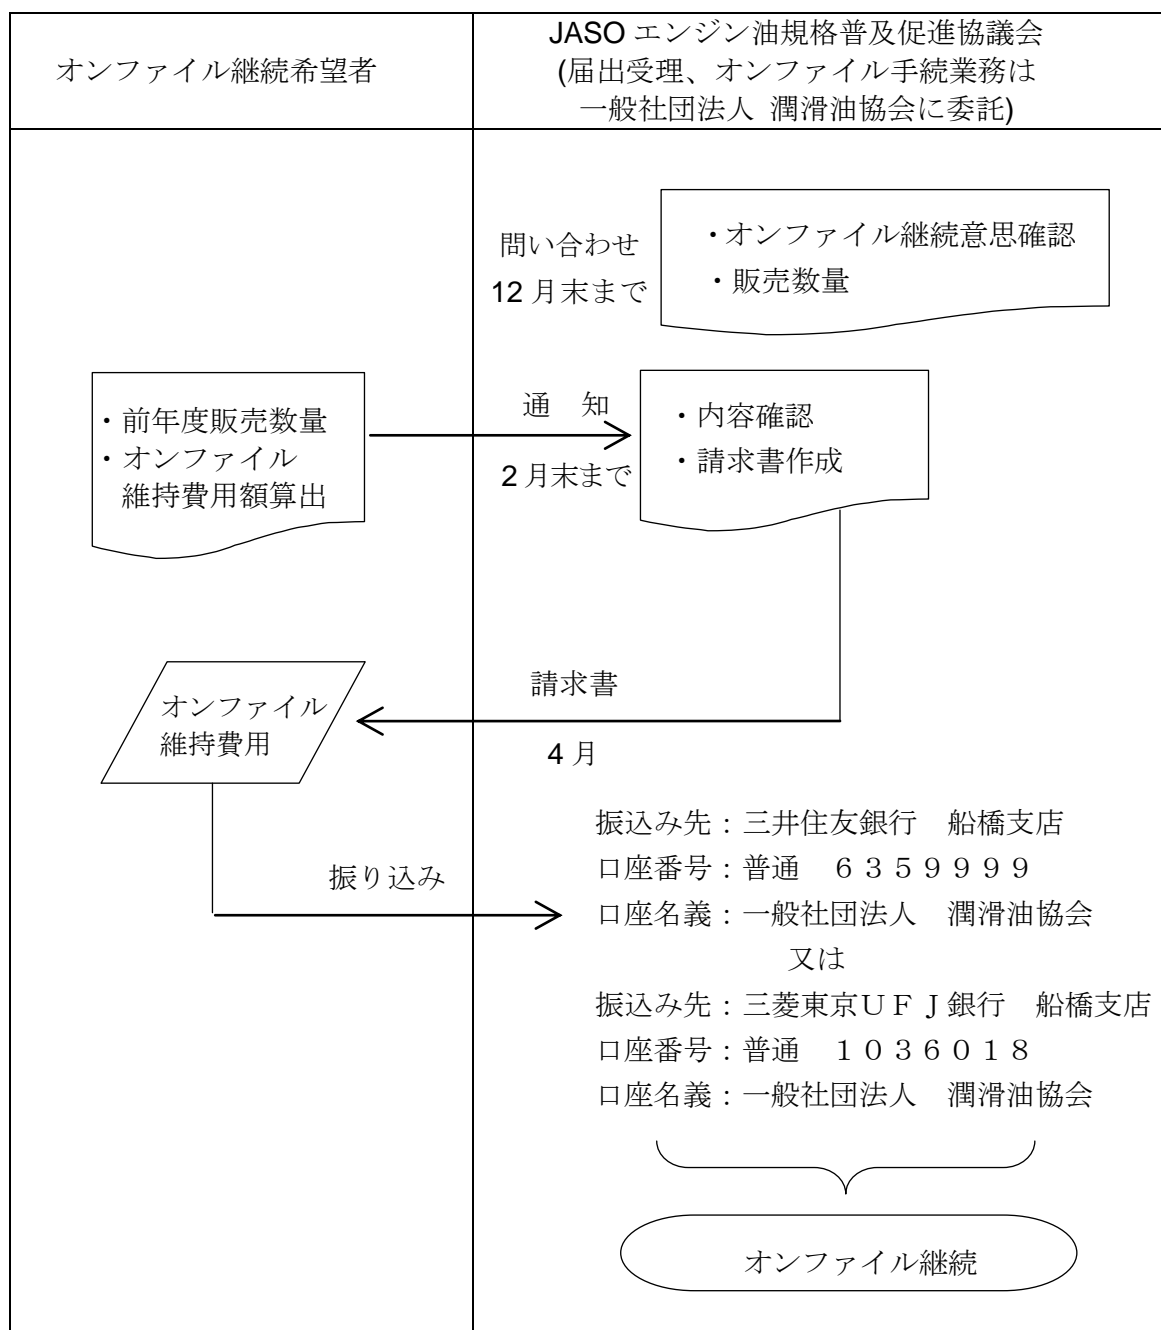 オンファイル継続希望者
JASO エンジン油規格普及促進協議会
(届出受理、オンファイル手続業務は
一般社団法人 潤滑油協会に委託)
問い合わせ
12 月末まで
・オンファイル継続意思確認
・販売数量
・前年度販売数量
・オンファイル
維持費用額算出
通　知
2 月末まで
・内容確認
・請求書作成
請求書
4 月
オンファイル
維持費用
振り込み
振込み先：三井住友銀行　船橋支店
口座番号：普通　６３５９９９９
口座名義：一般社団法人　潤滑油協会
又は
振込み先：三菱東京ＵＦＪ銀行　船橋支店
口座番号：普通　１０３６０１８
口座名義：一般社団法人　潤滑油協会
オンファイル継続